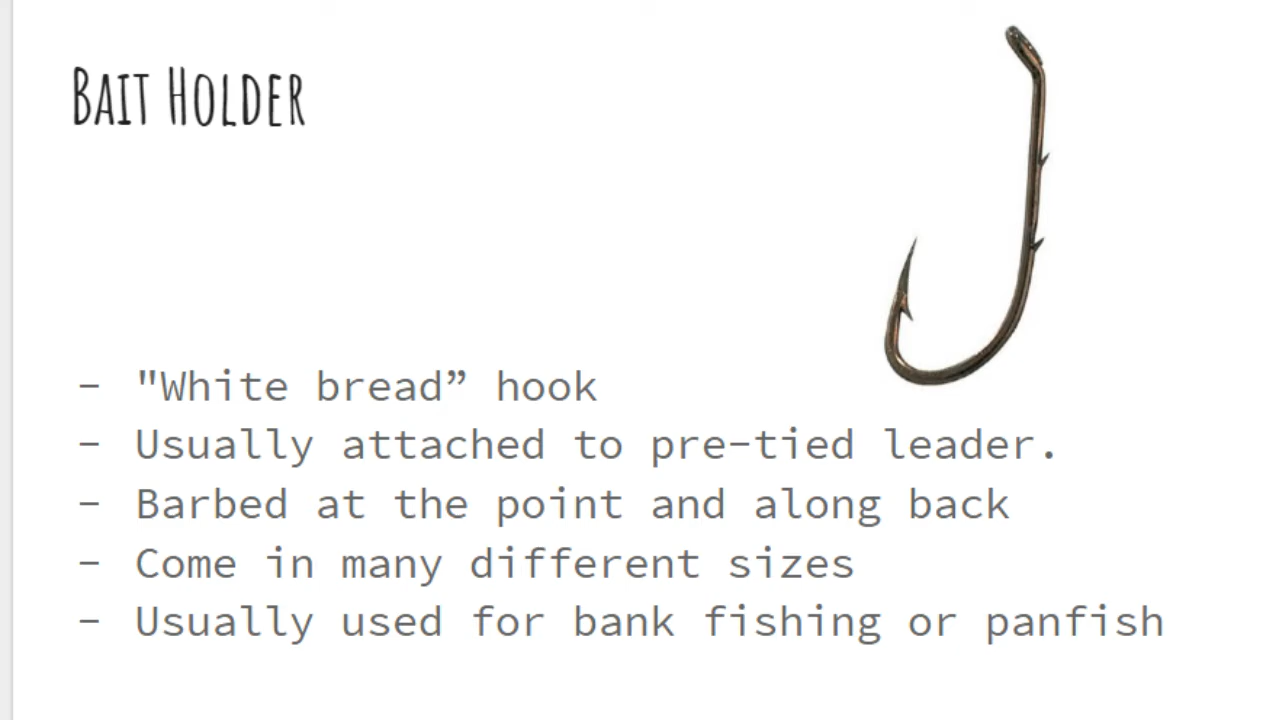 Bait Holder
- "White bread” hook
- Usually attached to pre-tied leader.
- Barbed at the point and along back
- Come in many different sizes
- Usually used for bank fishing or panfish